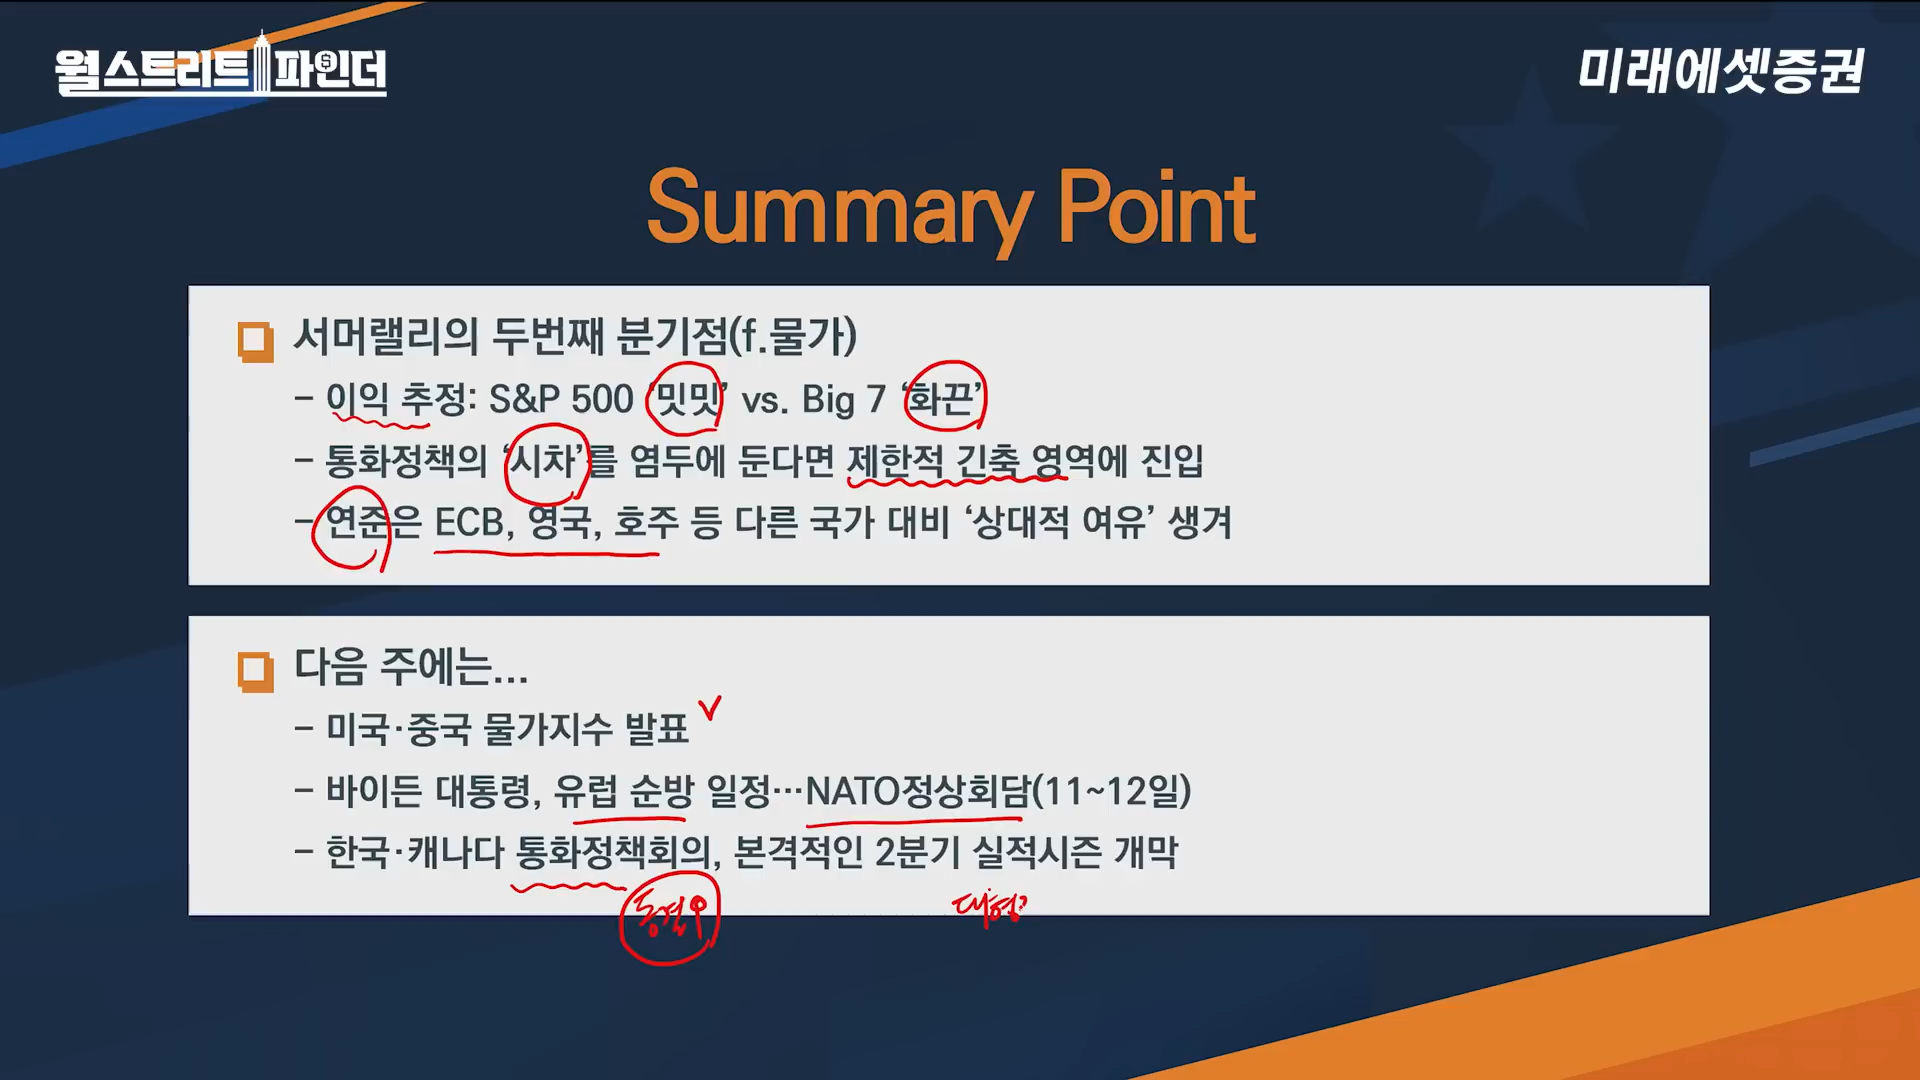 월스트리트 파인더
미래에셋증권
Summary Point
서머랠리의 두번째 분기점(f.물가)
– 이익 추정: S&P 500 ‘밋밋’ vs. Big 7 ‘화끈’
– 통화정책의 ‘시차’를 염두에 둔다면 제한적 긴축 영역에 진입
– 연준은 ECB, 영국, 호주 등 다른 국가 대비 ‘상대적 여유’ 생겨
다음 주에는...
– 미국·중국 물가지수 발표
– 바이든 대통령, 유럽 순방 일정…NATO정상회담(11~12일)
– 한국·캐나다 통화정책회의, 본격적인 2분기 실적시즌 개막
동결